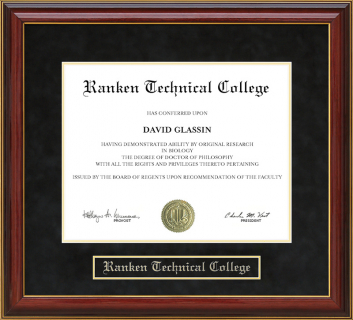 Ranken Technical College
HAS CONFERRED UPON
DAVID GLASSIN
HAVING DEMONSTRATED ABILITY BY ORIGINAL RESEARCH
IN BIOLOGY
THE DEGREE OF DOCTOR OF PHILOSOPHY
WITH ALL THE RIGHTS AND PRIVILEGES THERETO PERTAINING
ISSUED BY THE BOARD OF REGENTS UPON RECOMMENDATION OF THE FACULTY
PROVOST
PRESIDENT
Ranken Technical College